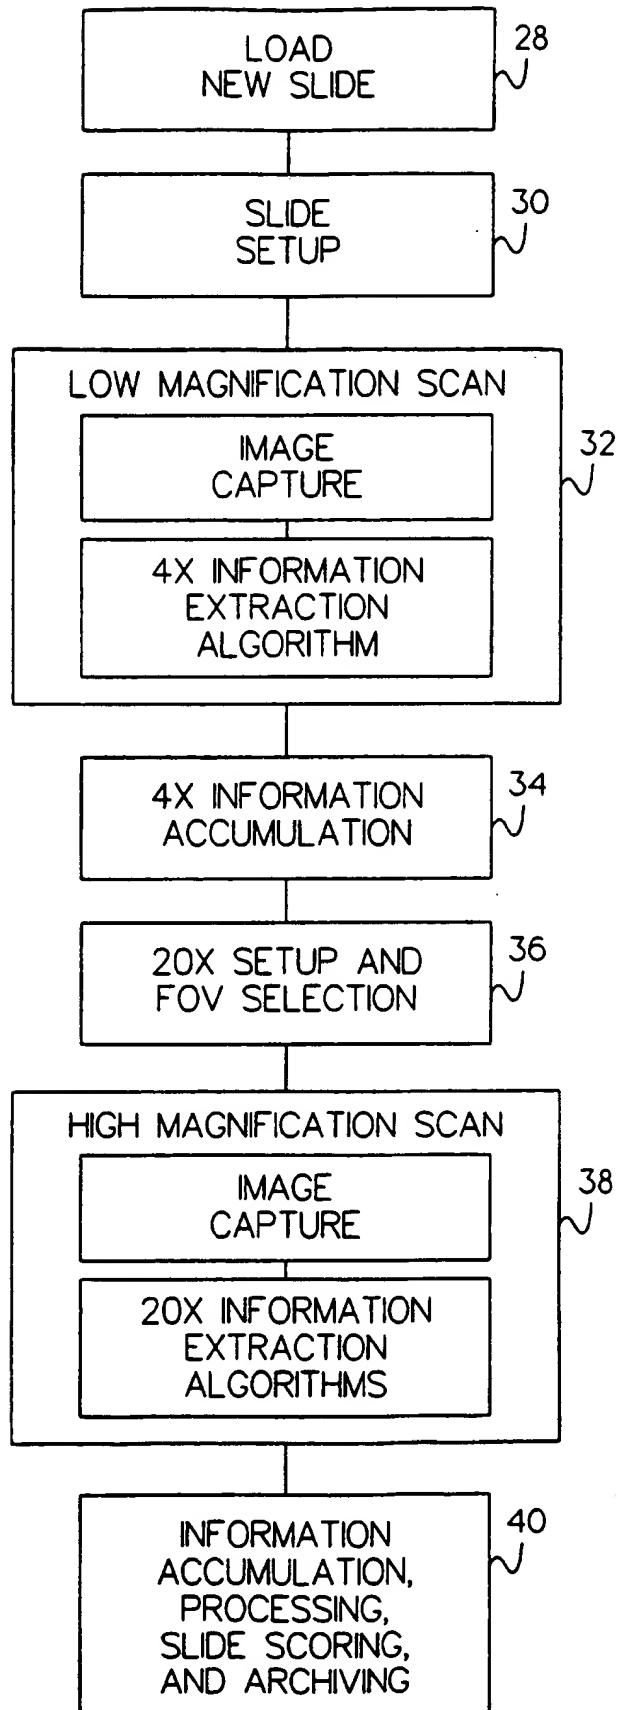 LOAD
NEW SLIDE
28
SLIDE
SETUP
30
LOW MAGNIFICATION SCAN
IMAGE
CAPTURE
32
4X INFORMATION
EXTRACTION
ALGORITHM
4X INFORMATION
ACCUMULATION
34
20X SETUP AND
FOV SELECTION
36
HIGH MAGNIFICATION SCAN
IMAGE
CAPTURE
38
20X INFORMATION
EXTRACTION
ALGORITHMS
INFORMATION
ACCUMULATION,
PROCESSING,
SLIDE SCORING,
AND ARCHIVING
40